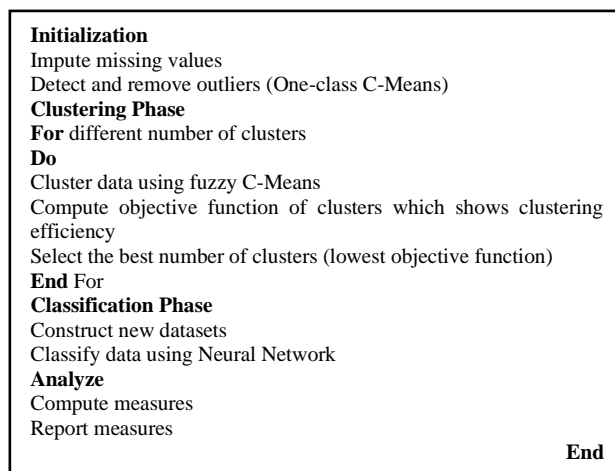 Initialization
Impute missing values
Detect and remove outliers (One-class C-Means)
Clustering Phase
For different number of clusters
Do
Cluster data using fuzzy C-Means
Compute objective function of clusters which shows clustering
efficiency
Select the best number of clusters (lowest objective function)
End For
Classification Phase
Construct new datasets
Classify data using Neural Network
Analyze
Compute measures
Report measures
End